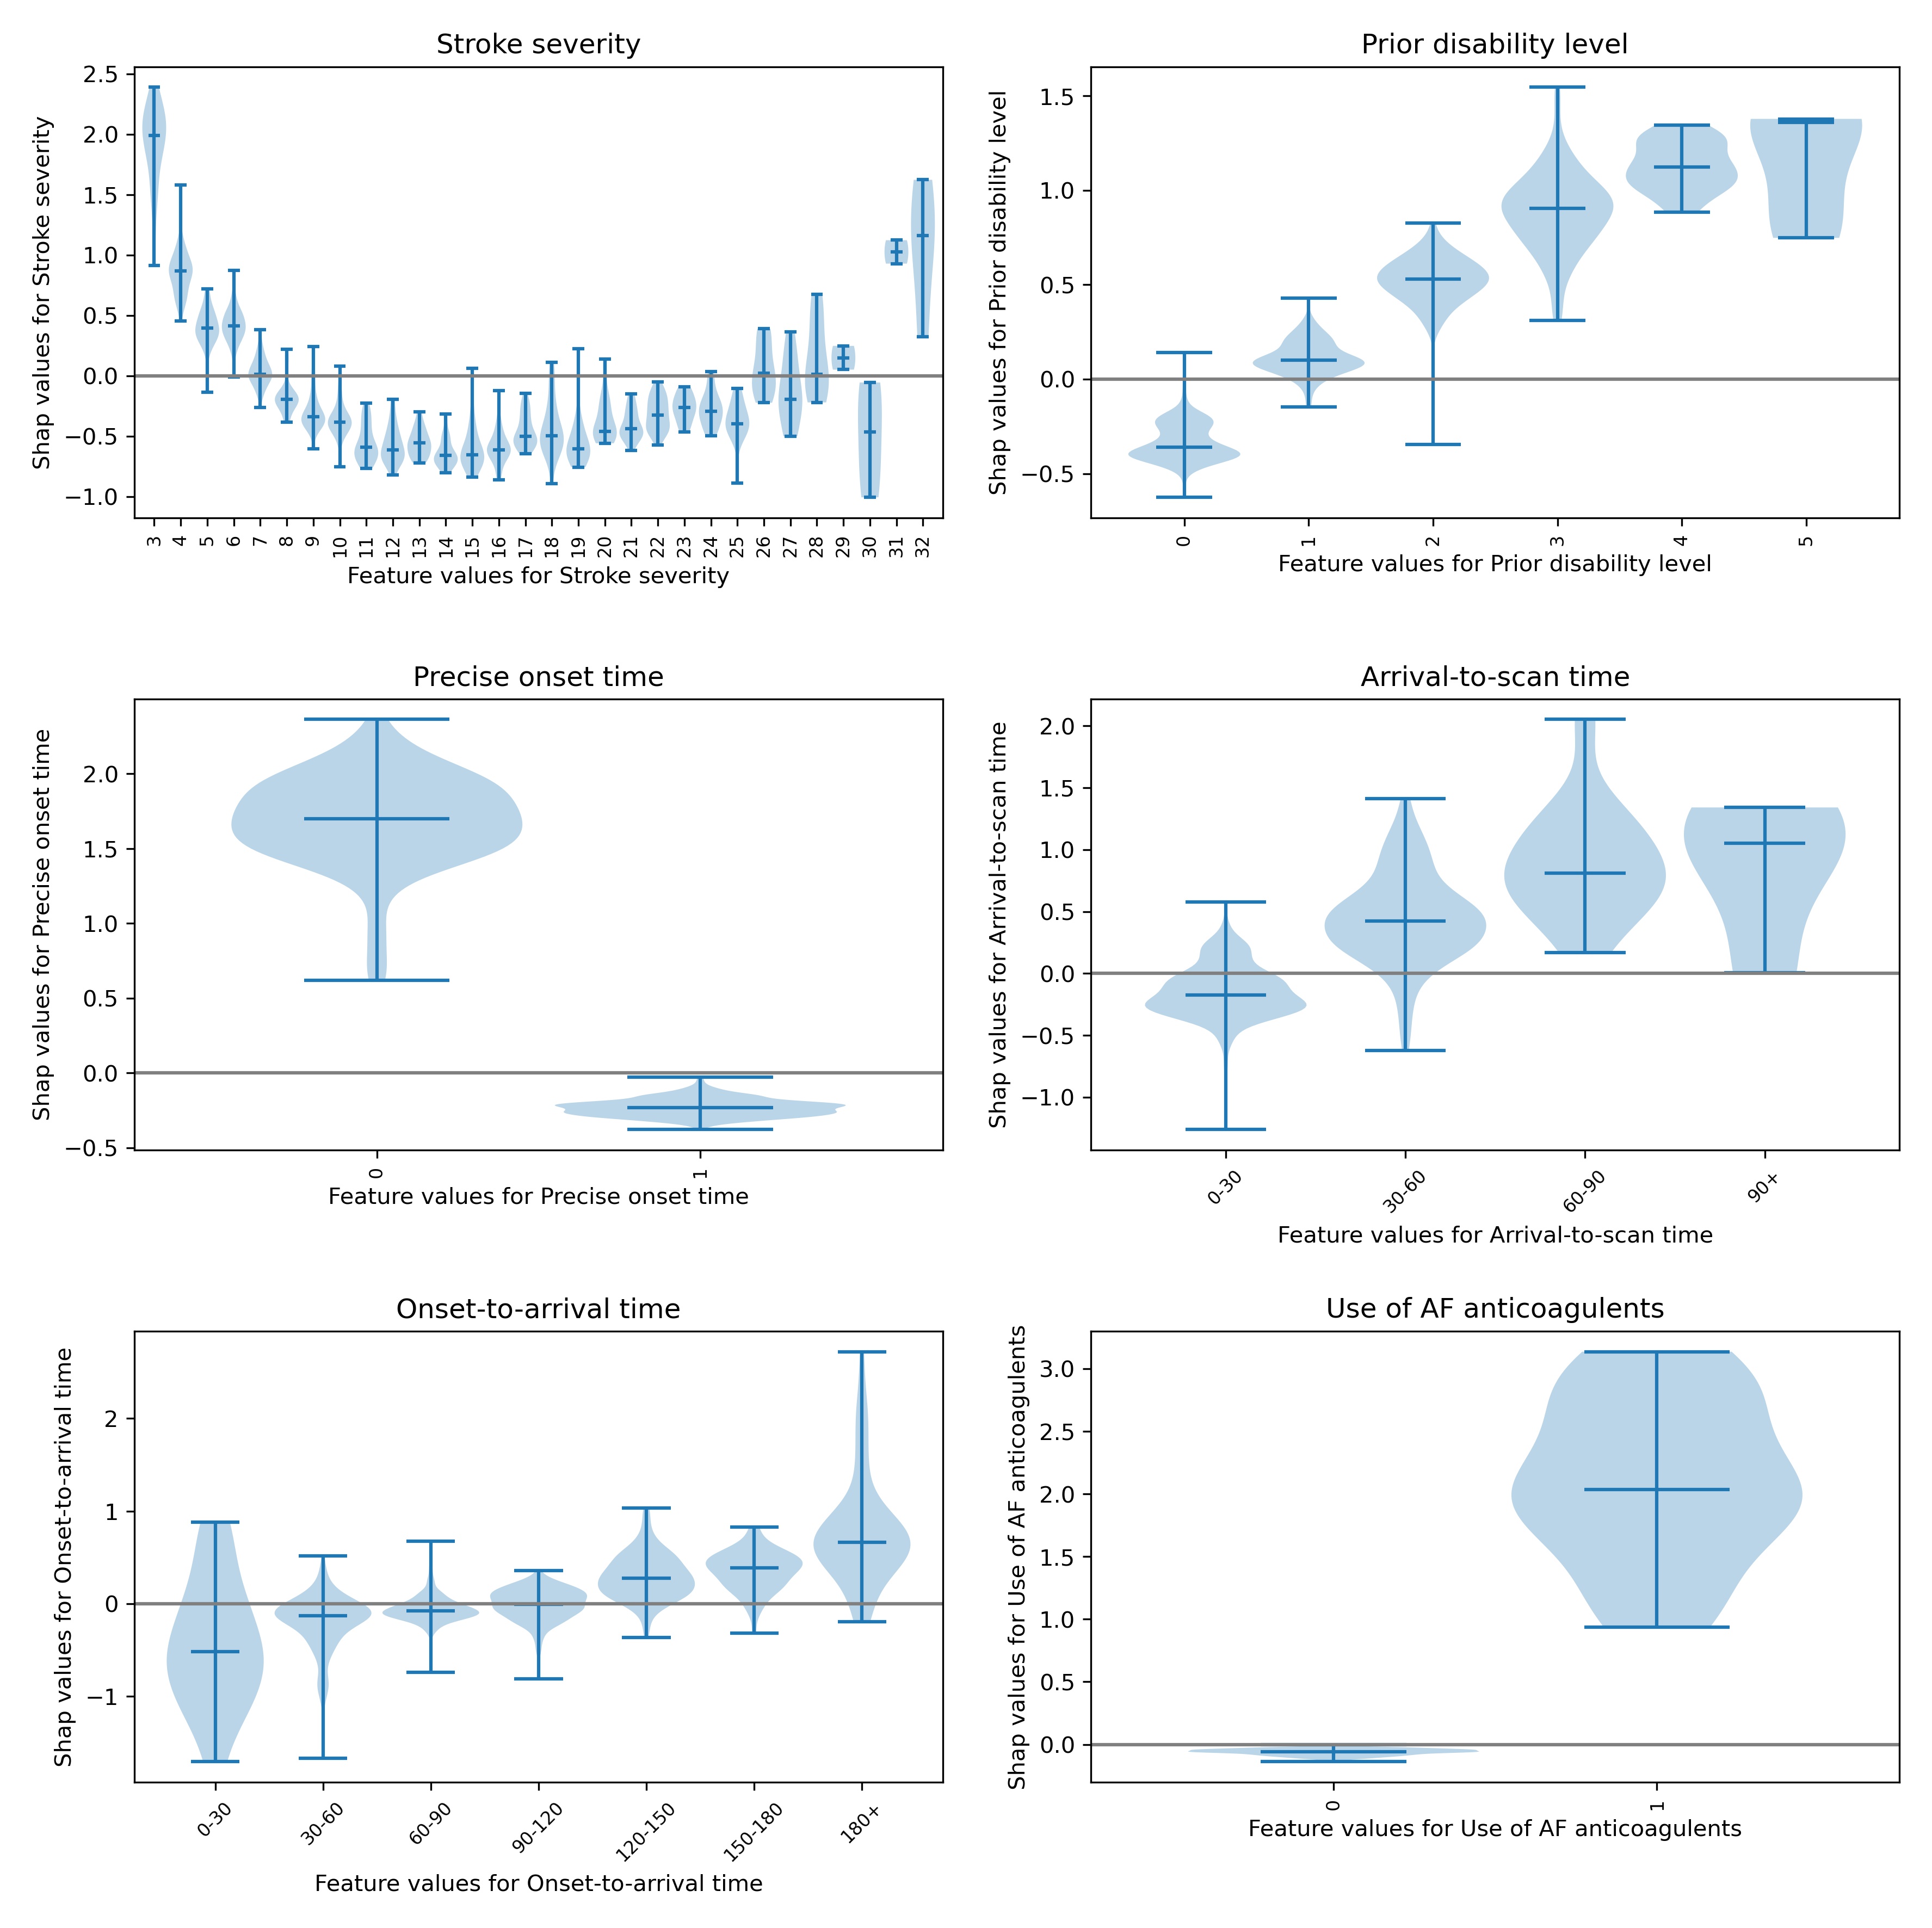 Stroke severity
Shap values for Stroke severity
2.5
2.0
1.5
1.0
0.5
0.0
−0.5
−1.0
3 4 5 6 7 8 9 10 11 12 13 14 15 16 17 18 19 20 21 22 23 24 25 26 27 28 29 30 31 32
Feature values for Stroke severity
Prior disability level
Shap values for Prior disability level
1.5
1.0
0.5
0.0
−0.5
0 1 2 3 4 5
Feature values for Prior disability level
Precise onset time
Shap values for Precise onset time
2.0
1.5
1.0
0.5
0.0
−0.5
0 1
Feature values for Precise onset time
Arrival-to-scan time
Shap values for Arrival-to-scan time
2.0
1.5
1.0
0.5
0.0
−0.5
−1.0
0-30 30-60 60-90 90+
Feature values for Arrival-to-scan time
Onset-to-arrival time
Shap values for Onset-to-arrival time
2
1
0
−1
0-30 30-60 60-90 90-120 120-150 150-180 180+
Feature values for Onset-to-arrival time
Use of AF anticoagulents
Shap values for Use of AF anticoagulents
3.0
2.5
2.0
1.5
1.0
0.5
0.0
0 1
Feature values for Use of AF anticoagulents